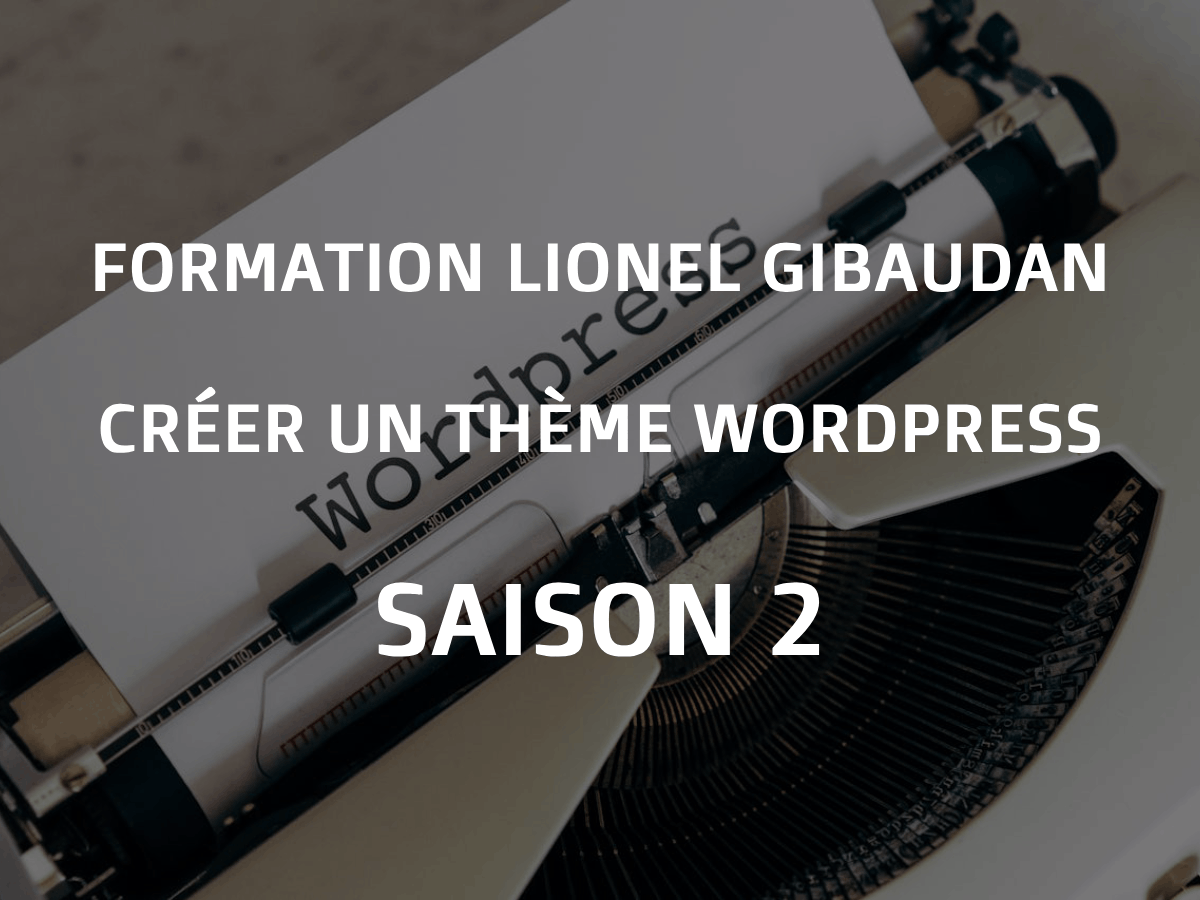 FORMATION LIONEL GIBAUDAN
CRÉER UN THÈME WORDPRESS
Wordpress
SAISON 2